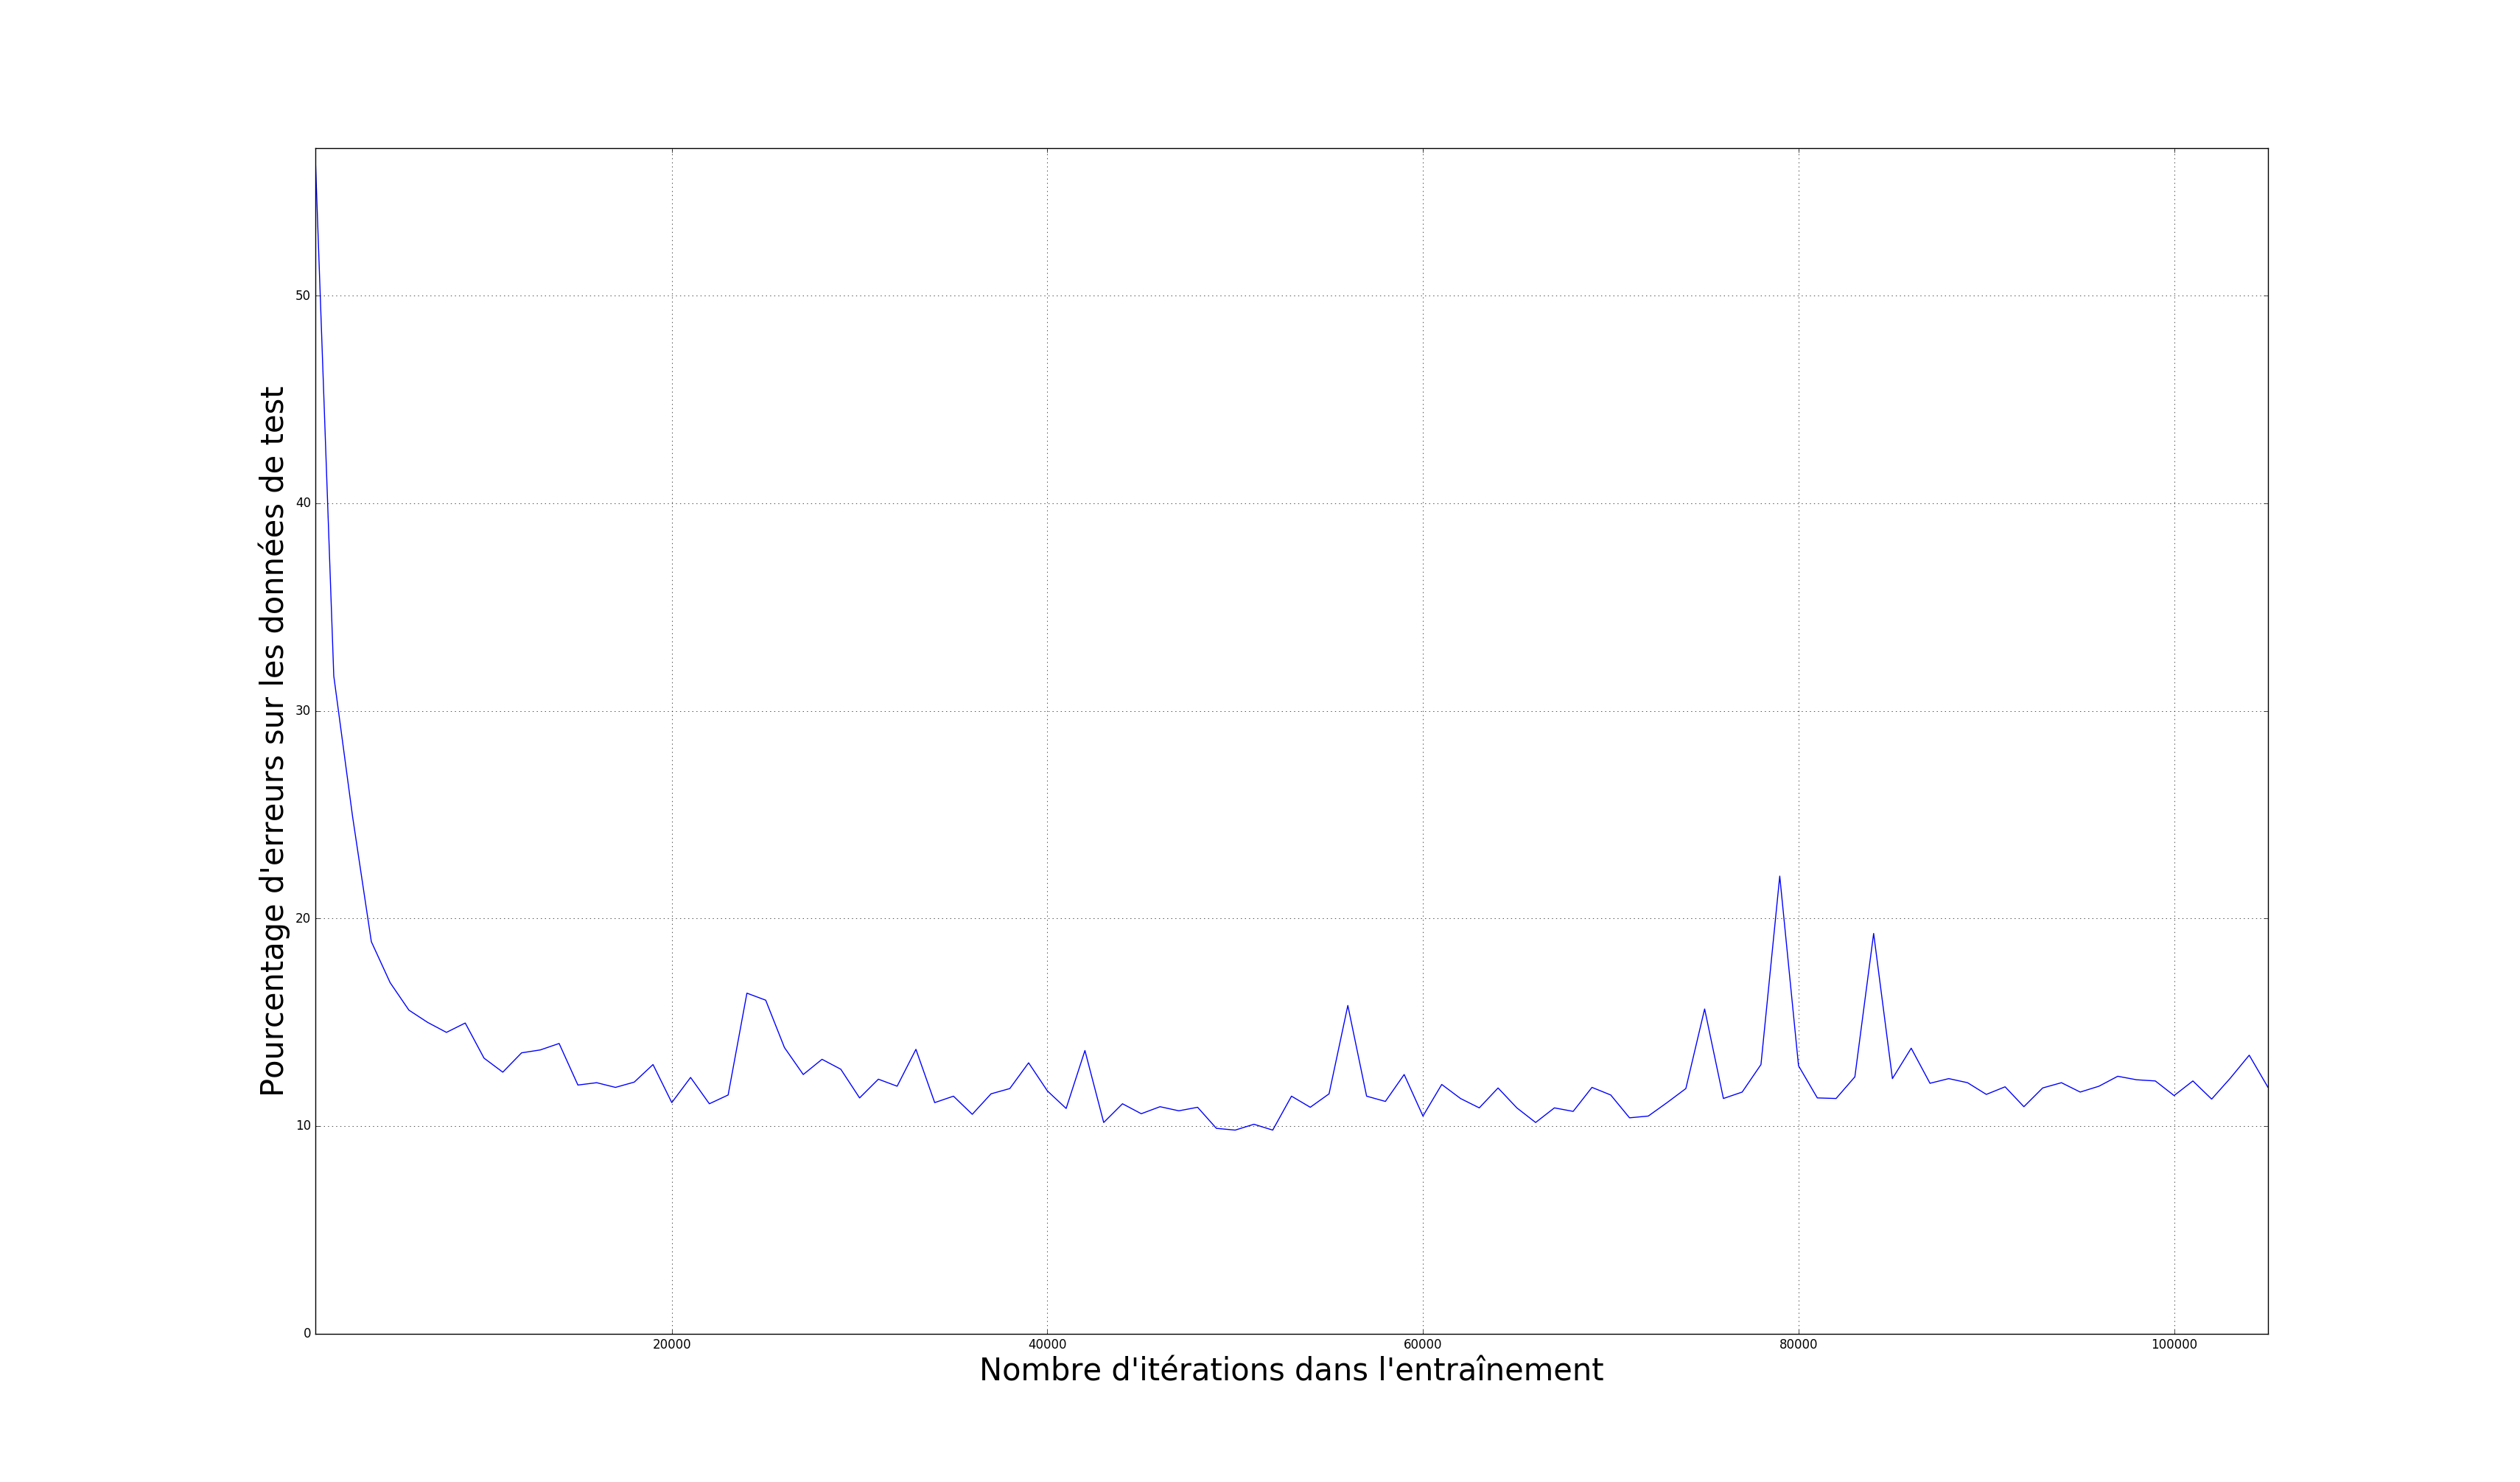 Pourcentage d'erreurs sur les données de test
50
40
30
20
10
0
20000 40000 60000 80000 100000
Nombre d'itérations dans l'entraînement